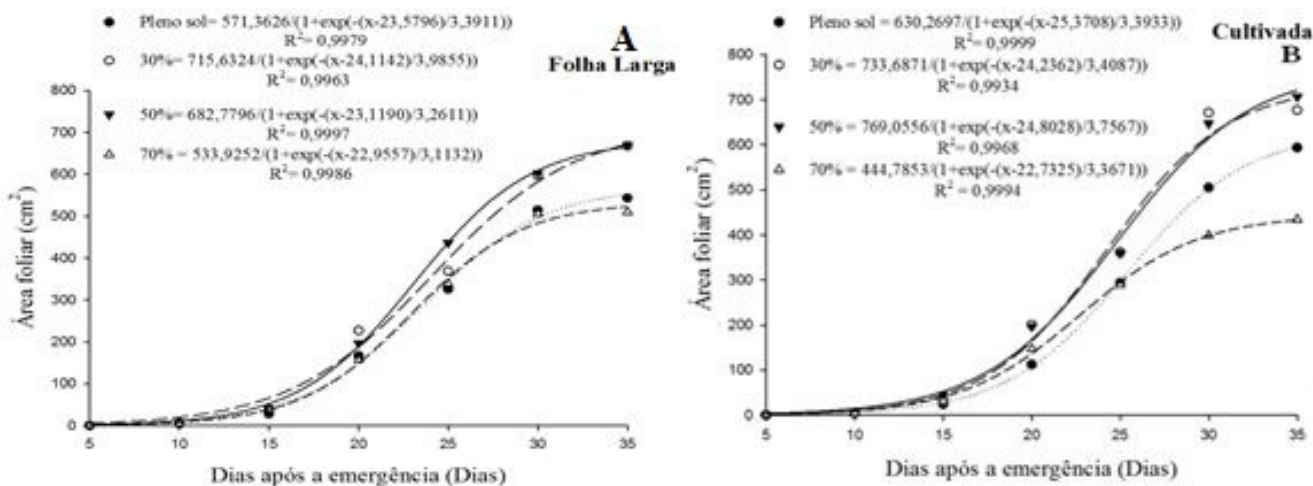 Pleno sol = 571,3626/(1+exp(-(x-23,5796)/3,3911))
R²= 0,9979
30%= 715,6324/(1+exp(-(x-24,1142)/3,9855))
R²= 0,9963
50%= 682,7796/(1+exp(-(x-23,1190)/3,2611))
R²= 0,9997
70% = 533,9252/(1+exp(-(x-22,9557)/3,1132))
R²= 0,9986
A
Folha Larga
800
700
600
500
400
300
200
100
0
Área foliar (cm²)
5 10 15 20 25 30 35
Dias após a emergência (Dias)
Pleno sol = 630,2697/(1+exp(-(x-25,3708)/3,3933))
R²= 0,9999
30% = 733,6871/(1+exp(-(x-24,2362)/3,4087))
R²= 0,9934
50%= 769,0556/(1+exp(-(x-24,8028)/3,7567))
R²= 0,9968
70% = 444,7853/(1+exp(-(x-22,7325)/3,3671))
R² = 0,9994
Cultivada
B
800
700
600
500
400
300
200
100
0
Área foliar (cm²)
5 10 15 20 25 30 35
Dias após a emergência (Dias)